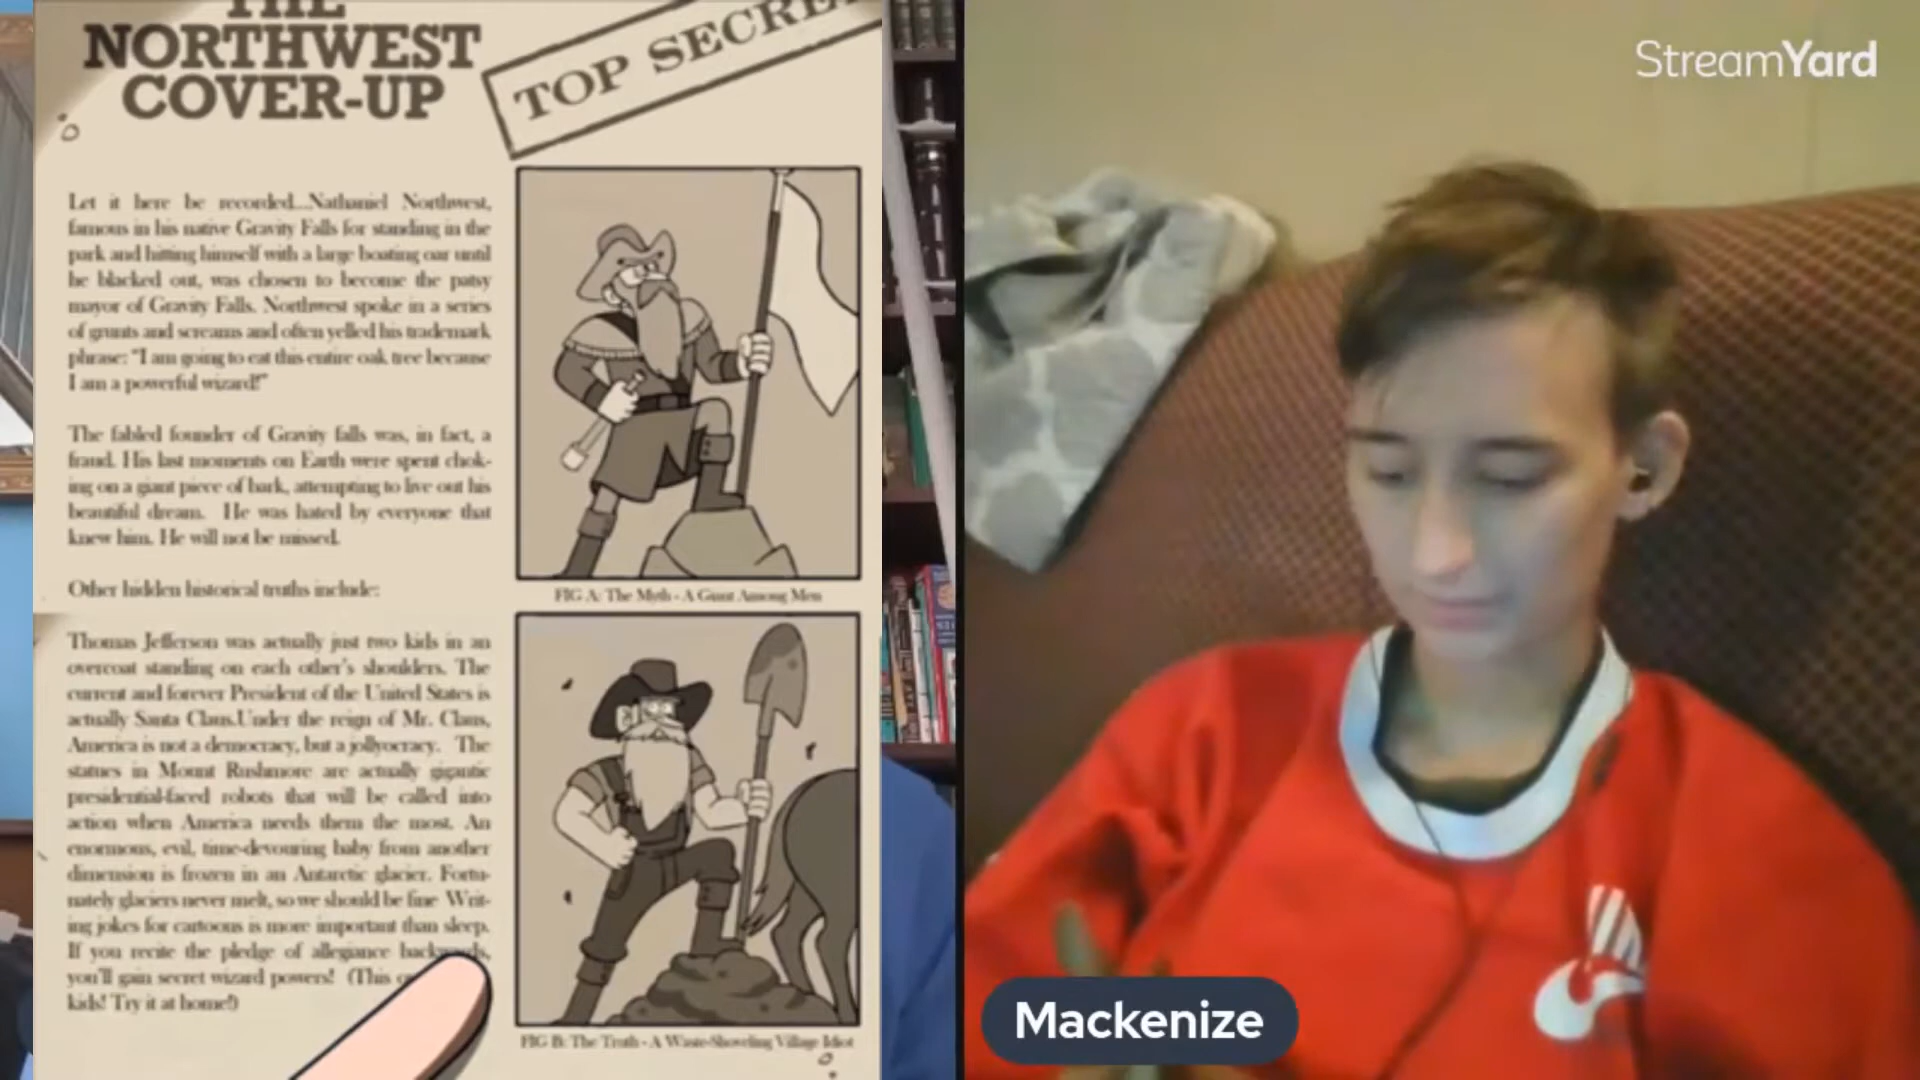 THE
NORTHWEST
COVER-UP
TOP SECRE
Let it here be recorded...Nathaniel Northwest,
famous in his native Gravity Falls for standing in the
park and hitting himself with a large boating oar until
he blacked out, was chosen to become the patsy
mayor of Gravity Falls. Northwest spoke in a series
of grunts and screams and often yelled his trademark
phrase: "I am going to eat this entire oak tree because
I am a powerful wizard!"
The fabled founder of Gravity falls was, in fact, a
fraud. His last moments on Earth were spent chok-
ing on a giant piece of bark, attempting to live out his
beautiful dream. He was hated by everyone that
knew him. He will not be missed.
Other hidden historical truths include:
Thomas Jefferson was actually just two kids in an
overcoat standing on each other's shoulders. The
current and forever President of the United States is
actually Santa Claus.Under the reign of Mr. Claus,
America is not a democracy, but a jollyocracy. The
statues in Mount Rushmore are actually gigantic
presidential-faced robots that will be called into
action when America needs them the most. An
enormous, evil, time-devouring baby from another
dimension is frozen in an Antarctic glacier. Fortu-
nately glaciers never melt, so we should be fine Writ-
ing jokes for cartoons is more important than sleep.
If you recite the pledge of allegiance backwards,
you'll gain secret wizard powers! (This o
kids! Try it at home!)
FIG A: The Myth - A Giant Among Men
FIG B: The Truth - A Waste-Shoveling Village Idiot
StreamYard
Mackenize